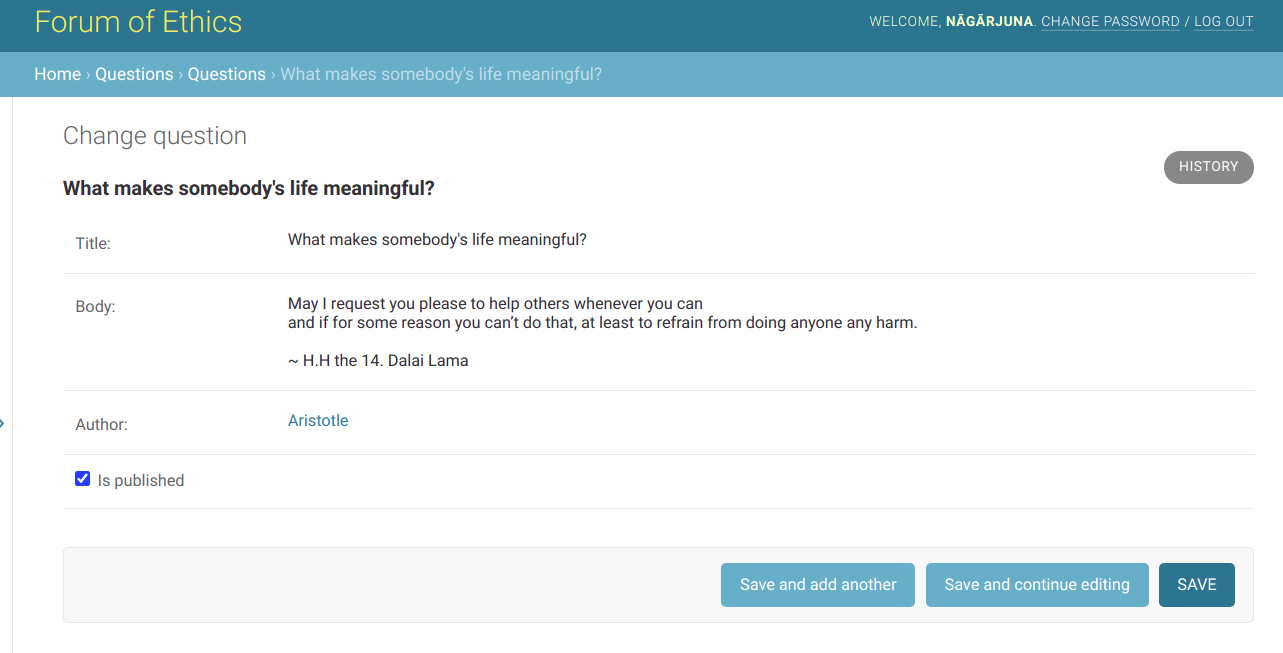 Forum of Ethics
WELCOME, NĀGĀRJUNA. CHANGE PASSWORD / LOG OUT
Home › Questions › Questions › What makes somebody's life meaningful?
Change question
HISTORY
What makes somebody's life meaningful?
Title: What makes somebody's life meaningful?
Body: May I request you please to help others whenever you can
and if for some reason you can’t do that, at least to refrain from doing anyone any harm.
~ H.H the 14. Dalai Lama
Author: Aristotle
Is published
Save and add another Save and continue editing SAVE